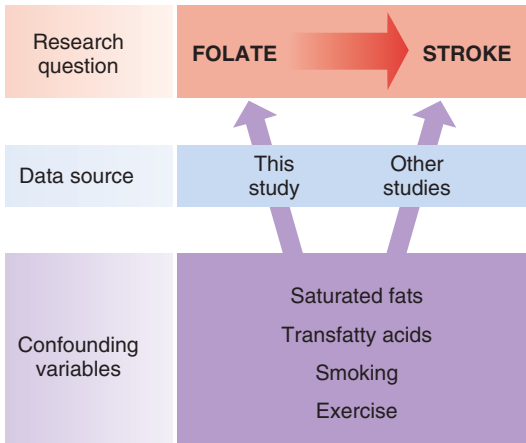 Research
question
FOLATE
STROKE
Data source
This
study
Other
studies
Confounding
variables
Saturated fats
Transfatty acids
Smoking
Exercise